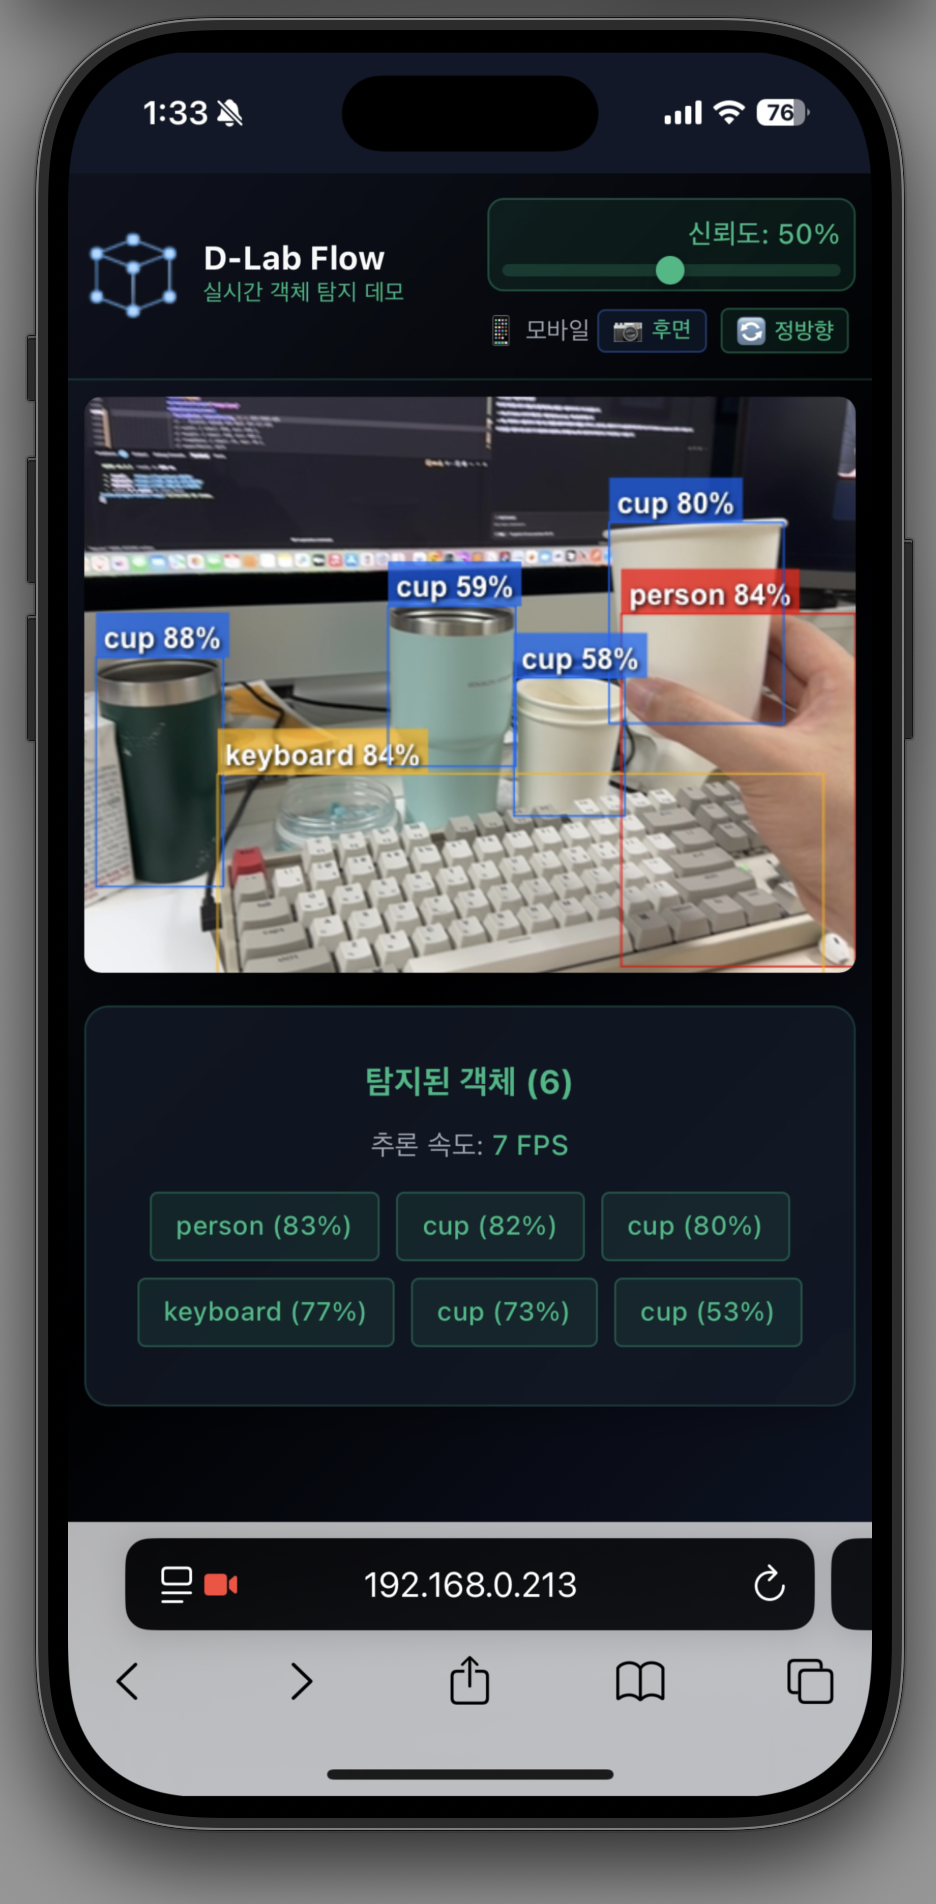 1:33
76
D-Lab Flow
실시간 객체 탐지 데모
신뢰도: 50%
모바일
후면
정방향
cup 80%
cup 59%
person 84%
cup 88%
cup 58%
keyboard 84%
탐지된 객체 (6)
추론 속도: 7 FPS
person (83%)
cup (82%)
cup (80%)
keyboard (77%)
cup (73%)
cup (53%)
192.168.0.213